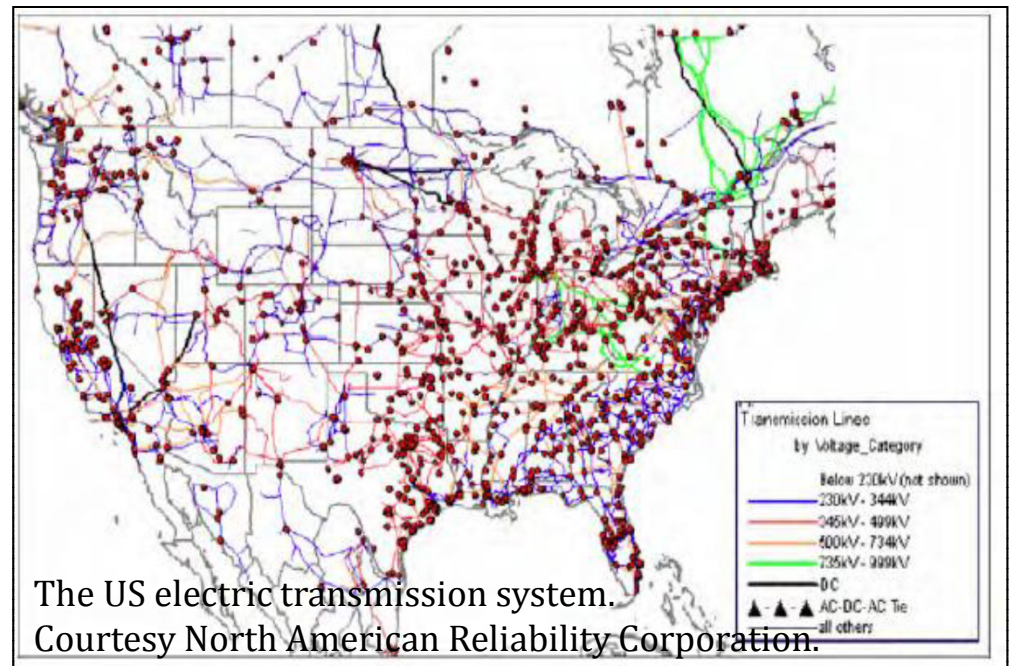 Transmission Lines
by Voltage_Category
Below 230kV (not shown)
230kV - 344kV
345kV - 499kV
500kV - 734kV
735kV - 999kV
DC
AC-DC-AC Tie
all others
The US electric transmission system.
Courtesy North American Reliability Corporation.